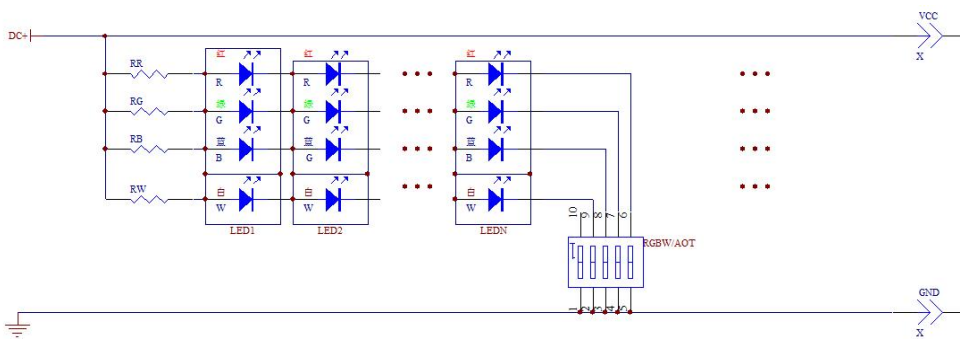 VCC
DC+
X
红 红 红
RR
R R R
RG 绿 绿 绿
G G G
RB 蓝 蓝 蓝
B G B
RW 白 白 白
W W W
10 9 8 7 6
LED1 LED2 LEDN
RGBW/AOT
1 2 3 4 5
GND
X